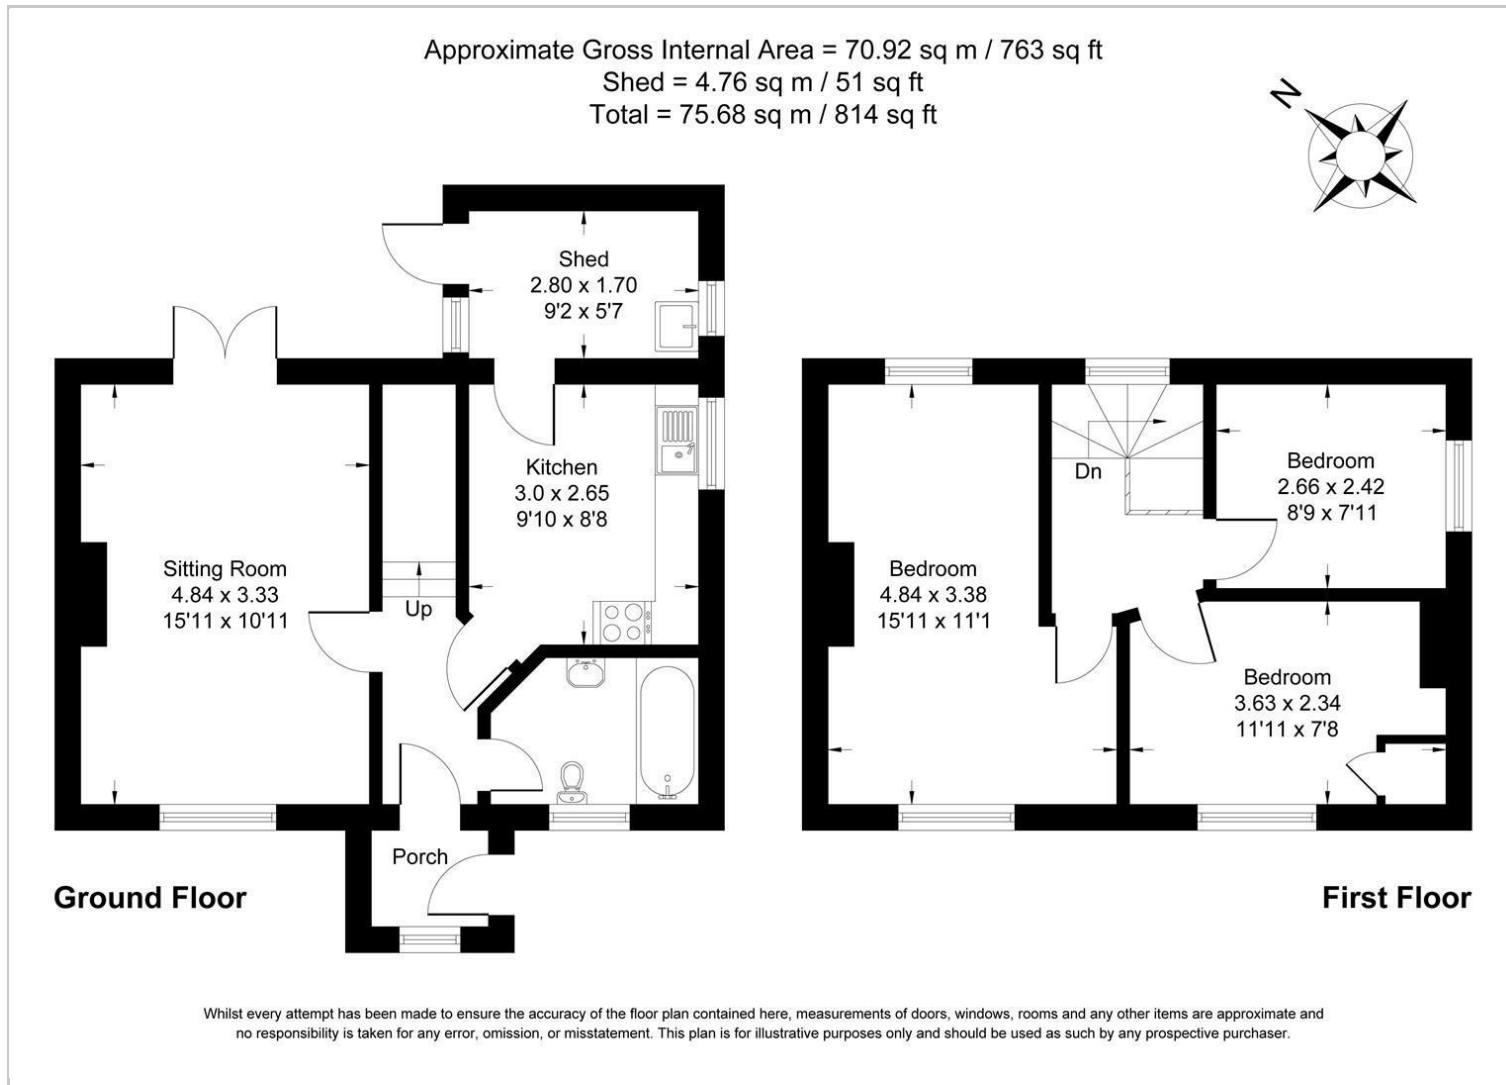 Approximate Gross Internal Area = 70.92 sq m / 763 sq ft
Shed = 4.76 sq m / 51 sq ft
Total = 75.68 sq m / 814 sq ft
N
Shed
2.80 x 1.70
9'2 x 5'7
Kitchen
3.0 x 2.65
9'10 x 8'8
Sitting Room
4.84 x 3.33
15'11 x 10'11
Up
Porch
Ground Floor
Dn
Bedroom
2.66 x 2.42
8'9 x 7'11
Bedroom
4.84 x 3.38
15'11 x 11'1
Bedroom
3.63 x 2.34
11'11 x 7'8
First Floor
Whilst every attempt has been made to ensure the accuracy of the floor plan contained here, measurements of doors, windows, rooms and any other items are approximate and
no responsibility is taken for any error, omission, or misstatement. This plan is for illustrative purposes only and should be used as such by any prospective purchaser.